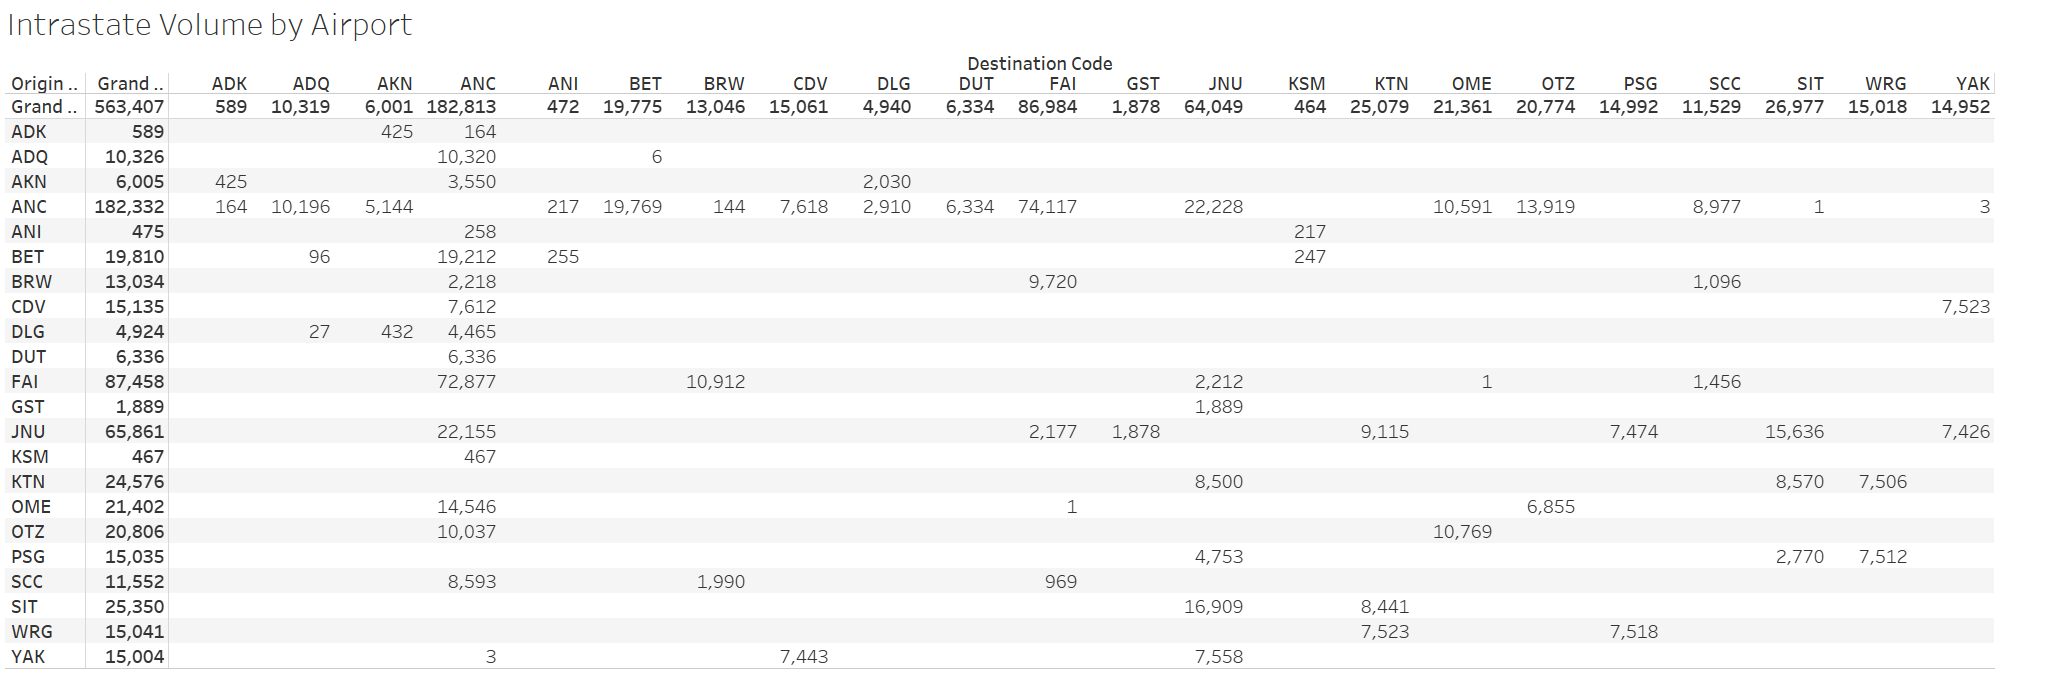 Intrastate Volume by Airport
Destination Code
Origin .. Grand .. ADK ADQ AKN ANC ANI BET BRW CDV DLG DUT FAI GST JNU KSM KTN OME OTZ PSG SCC SIT WRG YAK
Grand .. 563,407 589 10,319 6,001 182,813 472 19,775 13,046 15,061 4,940 6,334 86,984 1,878 64,049 464 25,079 21,361 20,774 14,992 11,529 26,977 15,018 14,952
ADK 589 425 164
ADQ 10,326 10,320 6
AKN 6,005 425 3,550 2,030
ANC 182,332 164 10,196 5,144 217 19,769 144 7,618 2,910 6,334 74,117 22,228 10,591 13,919 8,977 1 3
ANI 475 258 217
BET 19,810 96 19,212 255 247
BRW 13,034 2,218 9,720 1,096
CDV 15,135 7,612 7,523
DLG 4,924 27 432 4,465
DUT 6,336 6,336
FAI 87,458 72,877 10,912 2,212 1 1,456
GST 1,889 1,889
JNU 65,861 22,155 2,177 1,878 9,115 7,474 15,636 7,426
KSM 467 467
KTN 24,576 8,500 8,570 7,506
OME 21,402 14,546 1 6,855
OTZ 20,806 10,037 10,769
PSG 15,035 4,753 2,770 7,512
SCC 11,552 8,593 1,990 969
SIT 25,350 16,909 8,441
WRG 15,041 7,523 7,518
YAK 15,004 3 7,443 7,558